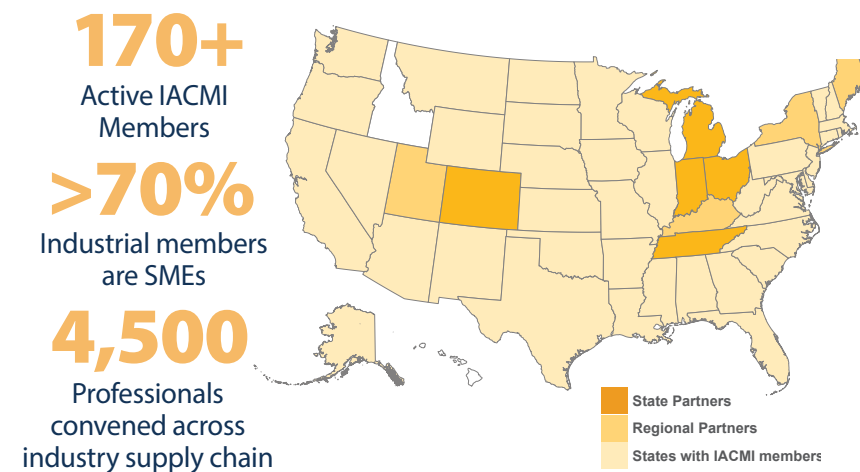 170+
Active IACMI
Members
>70%
Industrial members
are SMEs
4,500
Professionals
convened across
industry supply chain
State Partners
Regional Partners
States with IACMI members